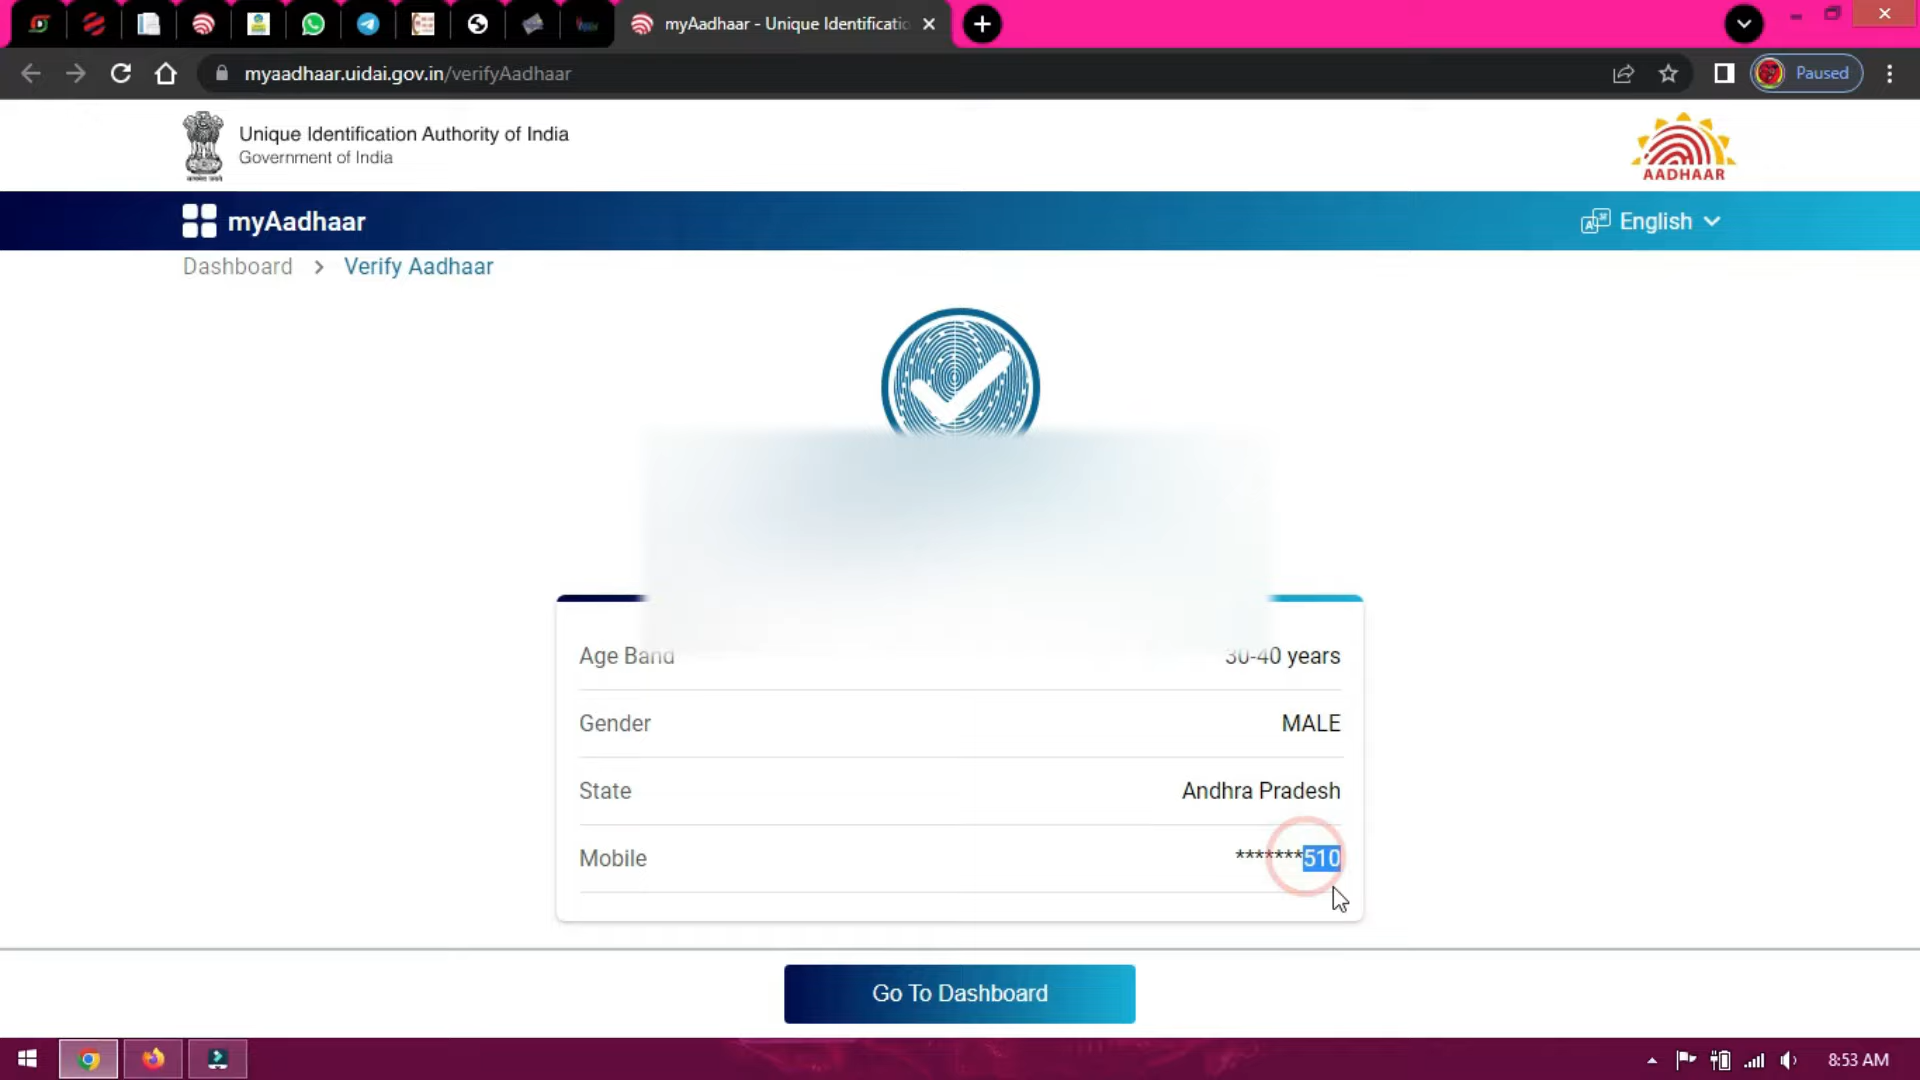 myAadhaar - Unique Identificatio
myaadhaar.uidai.gov.in/verifyAadhaar
Paused
Unique Identification Authority of India
Government of India
AADHAAR
myAadhaar
English
Dashboard > Verify Aadhaar
Age Band 30-40 years
Gender MALE
State Andhra Pradesh
Mobile *******510
Go To Dashboard
8:53 AM